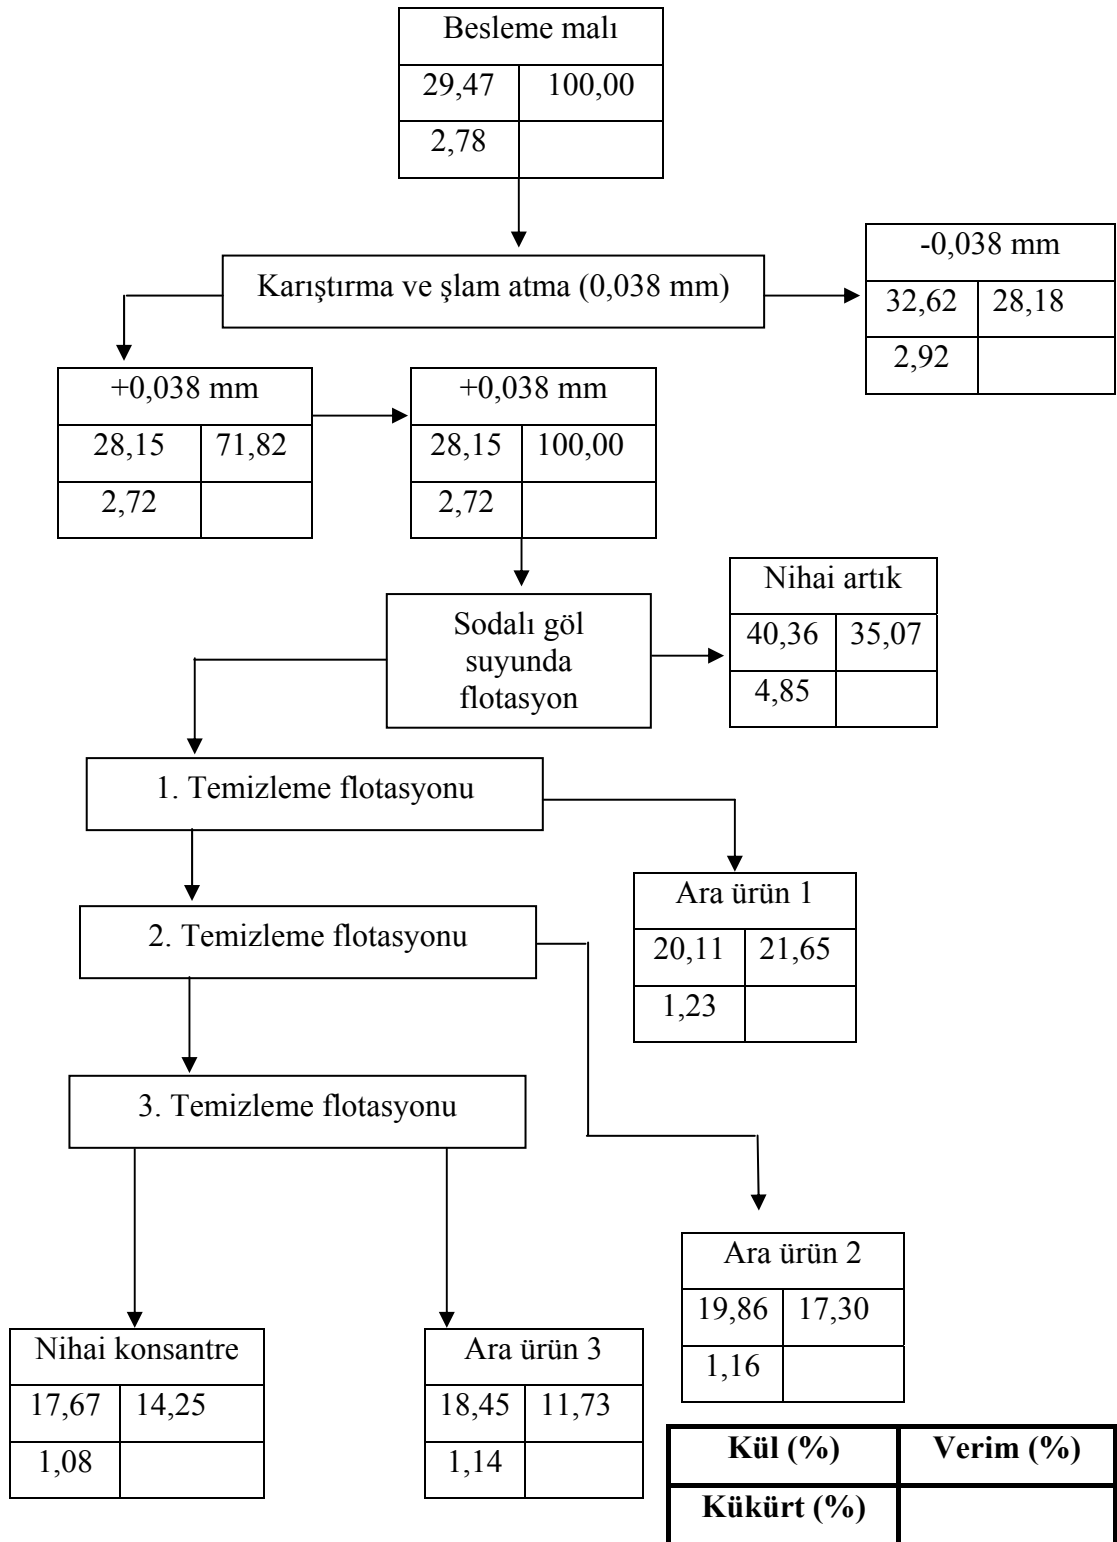 Besleme malı
29,47 100,00
2,78
-0,038 mm
32,62 28,18
2,92
Karıştırma ve şlam atma (0,038 mm)
+0,038 mm
28,15 71,82
2,72
+0,038 mm
28,15 100,00
2,72
Nihai artık
40,36 35,07
4,85
Sodalı göl
suyunda
flotasyon
1. Temizleme flotasyonu
Ara ürün 1
20,11 21,65
1,23
2. Temizleme flotasyonu
3. Temizleme flotasyonu
Ara ürün 2
19,86 17,30
1,16
Nihai konsantre
17,67 14,25
1,08
Ara ürün 3
18,45 11,73
1,14
Kül (%) Verim (%)
Kükürt (%)